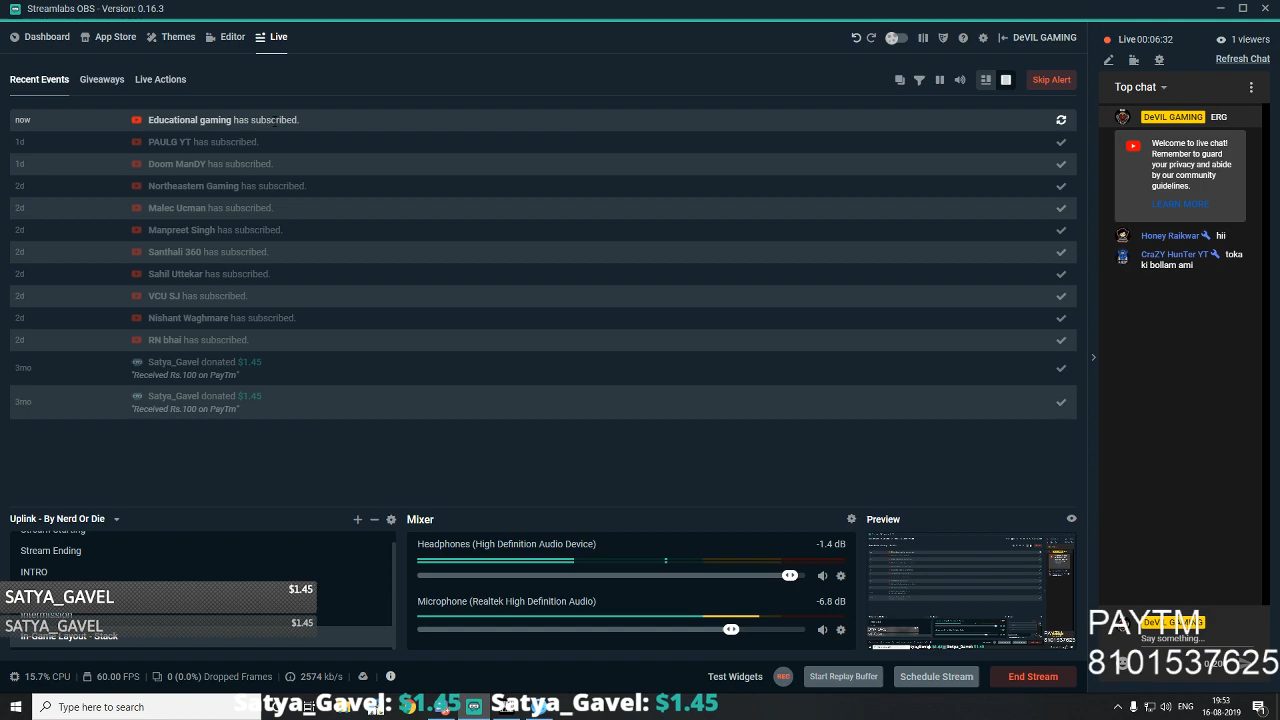 Streamlabs OBS - Version: 0.16.3
Dashboard
App Store
Themes
Editor
Live
DeVIL GAMING
Live 00:06:32
1 viewers
Refresh Chat
Recent Events
Giveaways
Live Actions
Skip Alert
Top chat
now
Educational gaming has subscribed.
1d
PAULG YT has subscribed.
1d
Doom ManDY has subscribed.
2d
Northeastern Gaming has subscribed.
2d
Malec Ucman has subscribed.
2d
Manpreet Singh has subscribed.
2d
Santhali 360 has subscribed.
2d
Sahil Uttekar has subscribed.
2d
VCU SJ has subscribed.
2d
Nishant Waghmare has subscribed.
2d
RN bhai has subscribed.
3mo
Satya_Gavel donated $1.45
"Received Rs.100 on PayTm"
3mo
Satya_Gavel donated $1.45
"Received Rs.100 on PayTm"
DeVIL GAMING ERG
Welcome to live chat!
Remember to guard
your privacy and abide
by our community
guidelines.
LEARN MORE
Honey Raikwar hii
CraZY HunTer YT toka
ki bollam ami
Uplink - By Nerd Or Die
Stream Ending
INTRO
SATYA_GAVEL $1.45
SATYA_GAVEL $1.45
Mixer
Headphones (High Definition Audio Device)
-1.4 dB
Microphone (Realtek High Definition Audio)
-6.8 dB
Preview
DeVIL GAMING
Say something...
PAYTM
8101537625
15.7% CPU
60.00 FPS
0 (0.0%) Dropped Frames
2574 kb/s
Test Widgets
REC
Start Replay Buffer
Schedule Stream
End Stream
Type here to search
Satya_Gavel: $1.45 Satya_Gavel: $1.45
19:53
16-08-2019